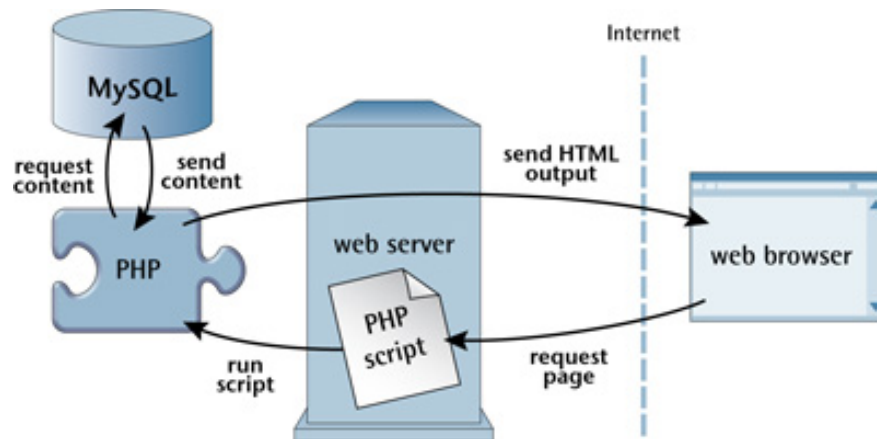 Internet
MySQL
request
content
send
content
send HTML
output
PHP
web server
web browser
PHP
script
run
script
request
page